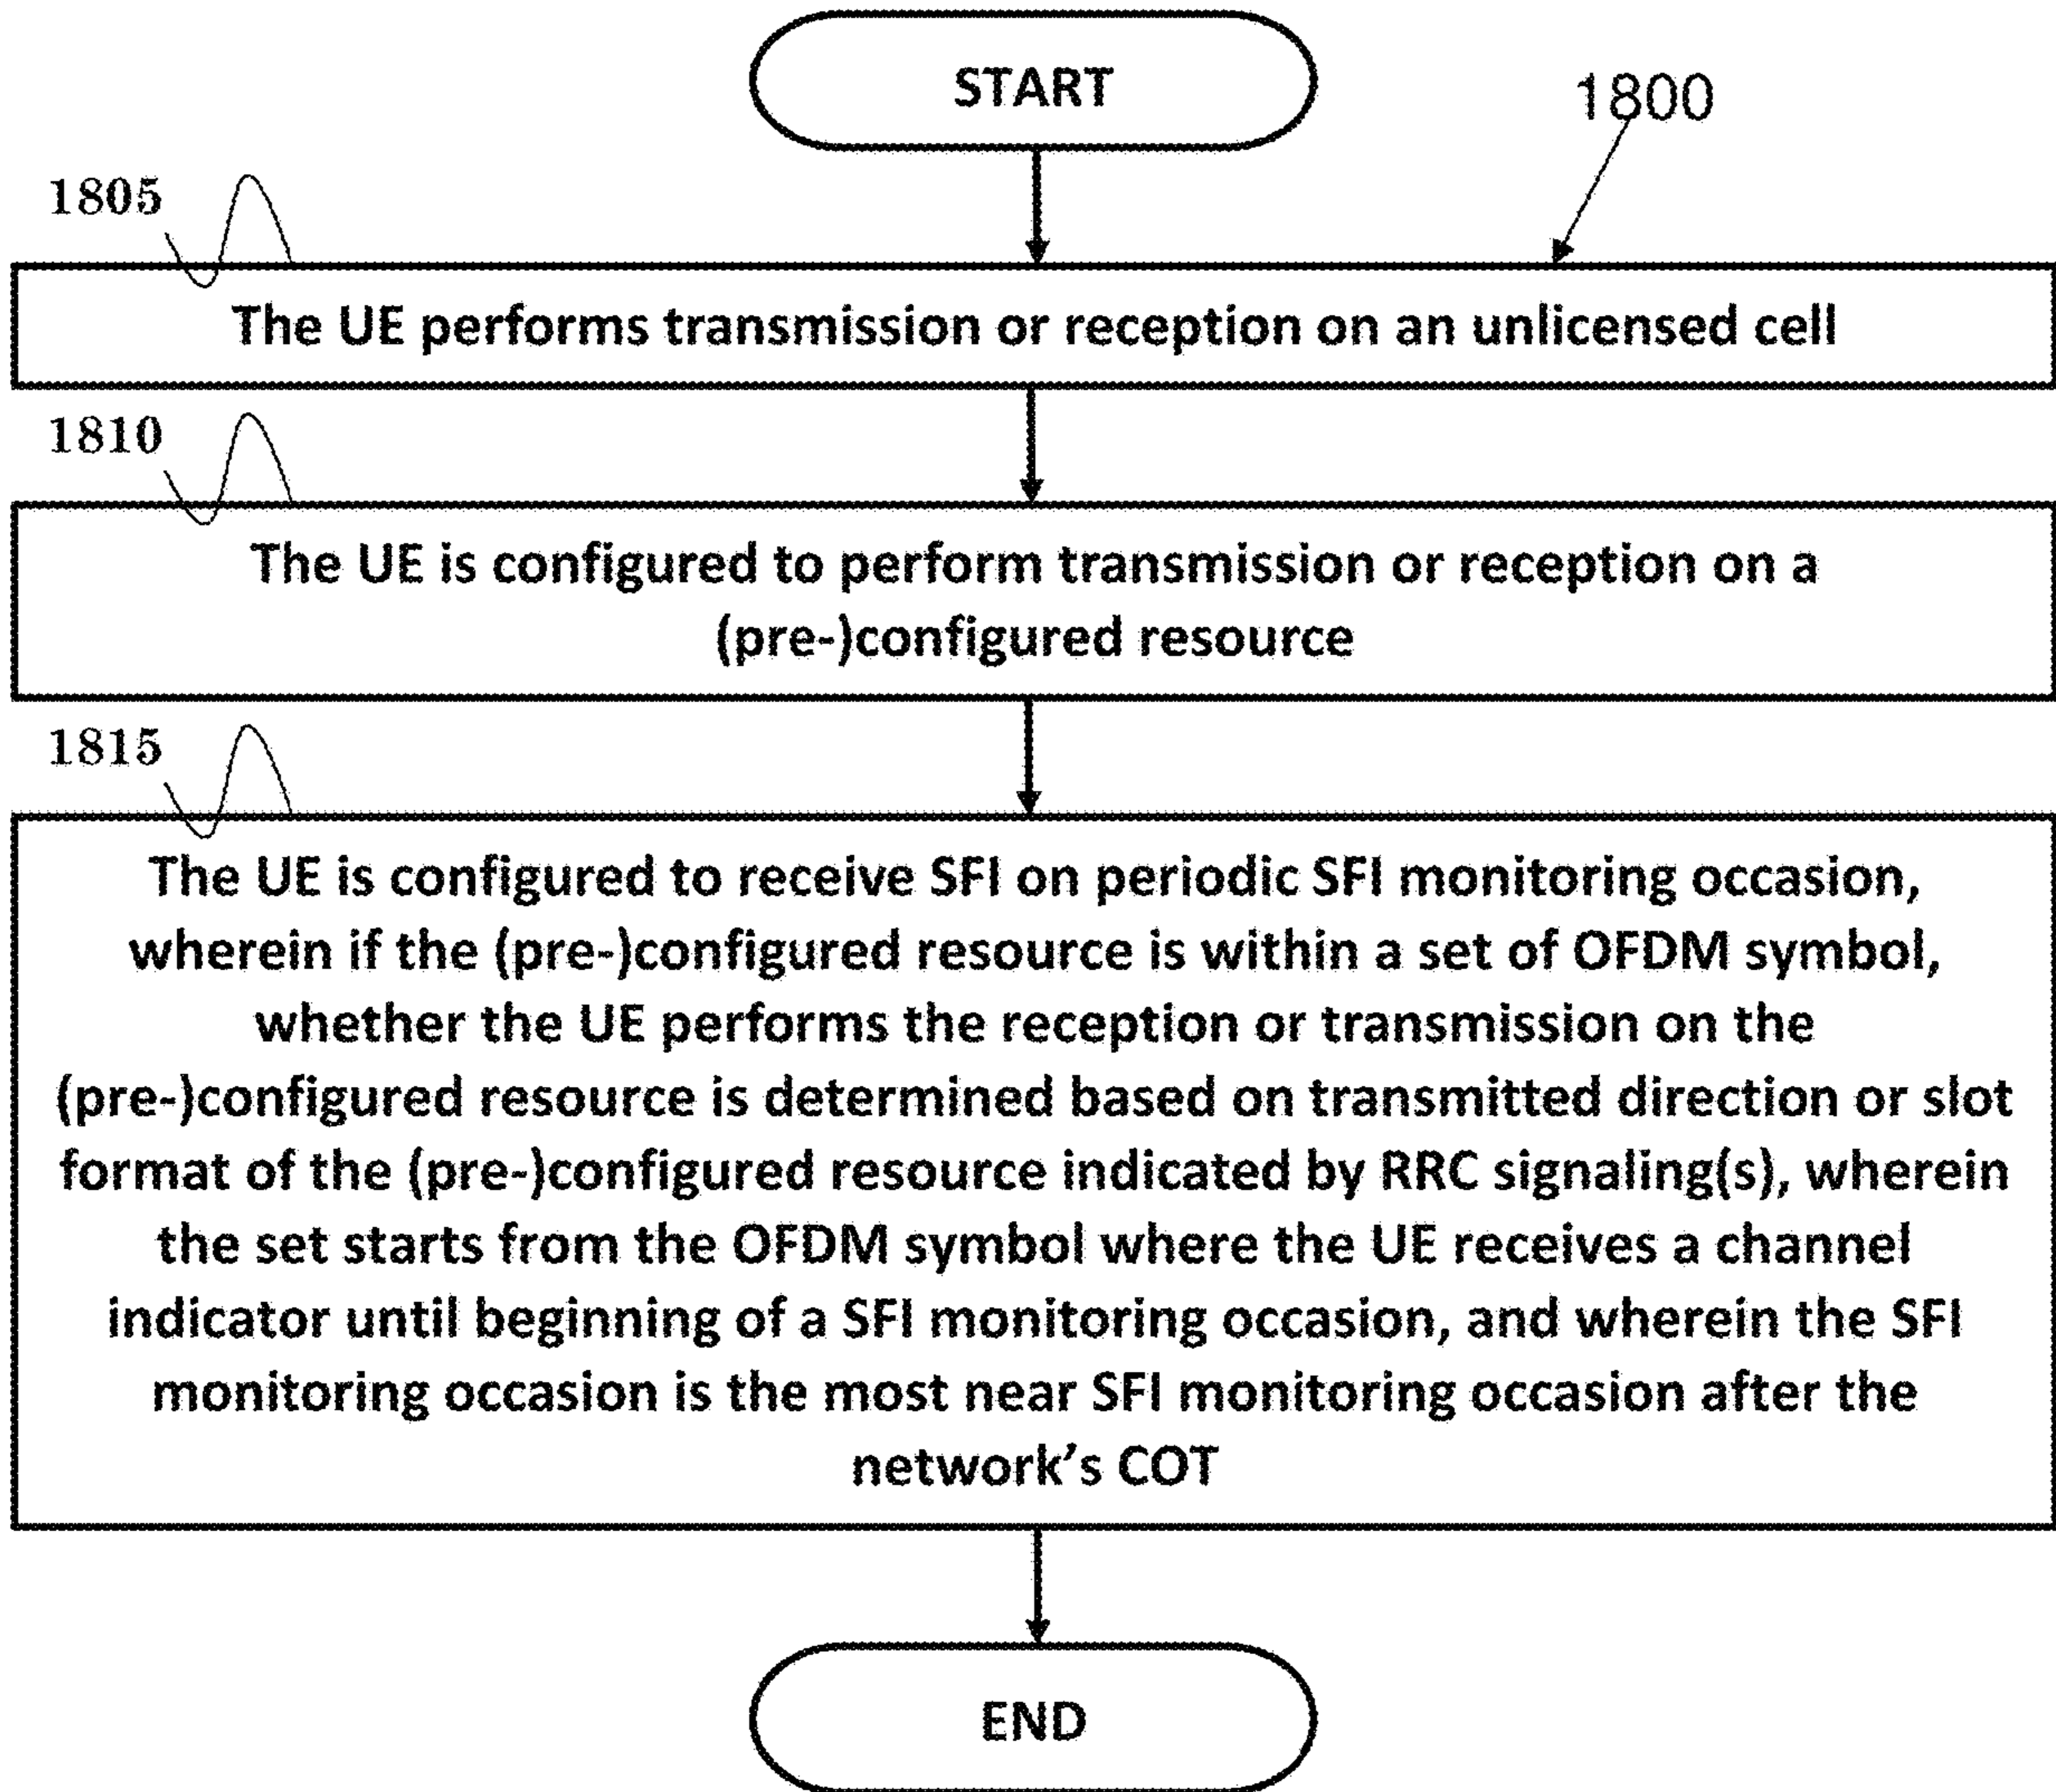 START
1800
1805
The UE performs transmission or reception on an unlicensed cell
1810
The UE is configured to perform transmission or reception on a
(pre-)configured resource
1815
The UE is configured to receive SFI on periodic SFI monitoring occasion,
wherein if the (pre-)configured resource is within a set of OFDM symbol,
whether the UE performs the reception or transmission on the
(pre-)configured resource is determined based on transmitted direction or slot
format of the (pre-)configured resource indicated by RRC signaling(s), wherein
the set starts from the OFDM symbol where the UE receives a channel
indicator until beginning of a SFI monitoring occasion, and wherein the SFI
monitoring occasion is the most near SFI monitoring occasion after the
network's COT
END